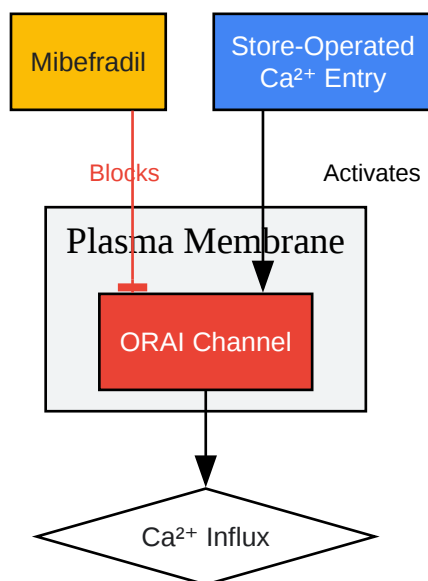 Mibefradil
Store-Operated
Ca²⁺ Entry
Blocks
Activates
Plasma Membrane
ORAI Channel
Ca²⁺ Influx